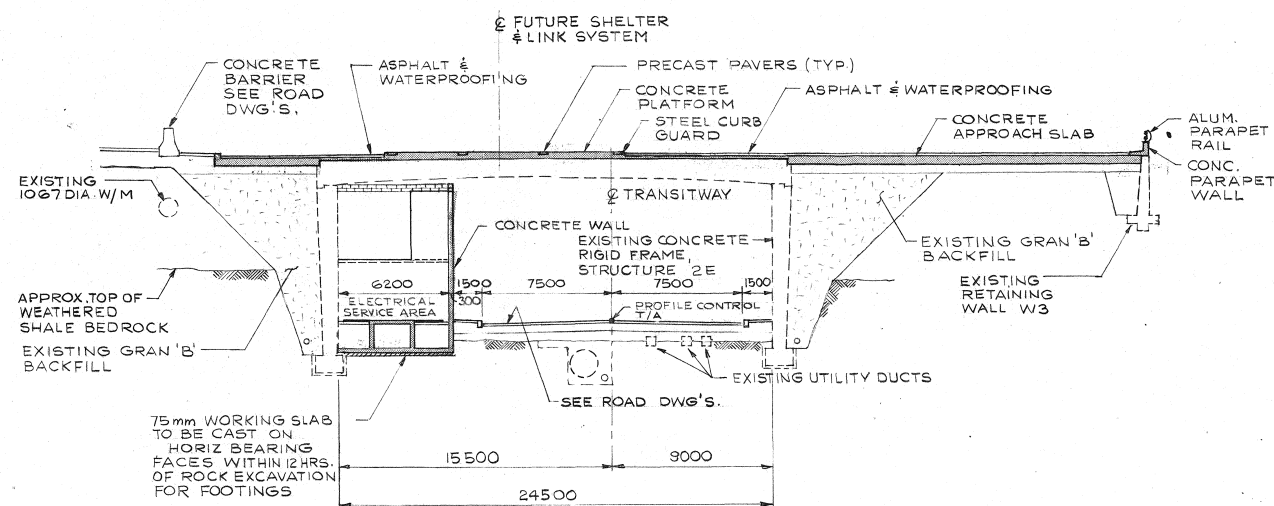 ℄ FUTURE SHELTER
& LINK SYSTEM
CONCRETE
BARRIER
SEE ROAD
DWG'S.
ASPHALT &
WATERPROOFING
PRECAST PAVERS (TYP.)
CONCRETE
PLATFORM
STEEL CURB
GUARD
ASPHALT & WATERPROOFING
CONCRETE
APPROACH SLAB
ALUM.
PARAPET
RAIL
CONC.
PARAPET
WALL
EXISTING
1067 DIA. W/M
℄ TRANSITWAY
CONCRETE WALL
EXISTING CONCRETE
RIGID FRAME,
STRUCTURE 2E
EXISTING GRAN 'B'
BACKFILL
EXISTING
RETAINING
WALL W3
6200
1500
7500
7500
1500
300
ELECTRICAL
SERVICE AREA
PROFILE CONTROL
T/A
APPROX. TOP OF
WEATHERED
SHALE BEDROCK
EXISTING GRAN 'B'
BACKFILL
EXISTING UTILITY DUCTS
SEE ROAD DWG'S.
75mm WORKING SLAB
TO BE CAST ON
HORIZ BEARING
FACES WITHIN 12 HRS.
OF ROCK EXCAVATION
FOR FOOTINGS
15500
9000
24500